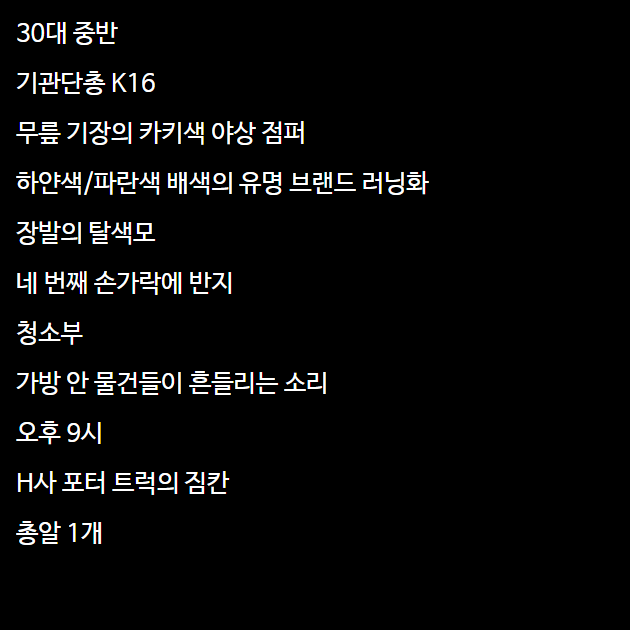 30대 중반
기관단총 K16
무릎 기장의 카키색 야상 점퍼
하얀색/파란색 배색의 유명 브랜드 러닝화
장발의 탈색모
네 번째 손가락에 반지
청소부
가방 안 물건들이 흔들리는 소리
오후 9시
H사 포터 트럭의 짐칸
총알 1개